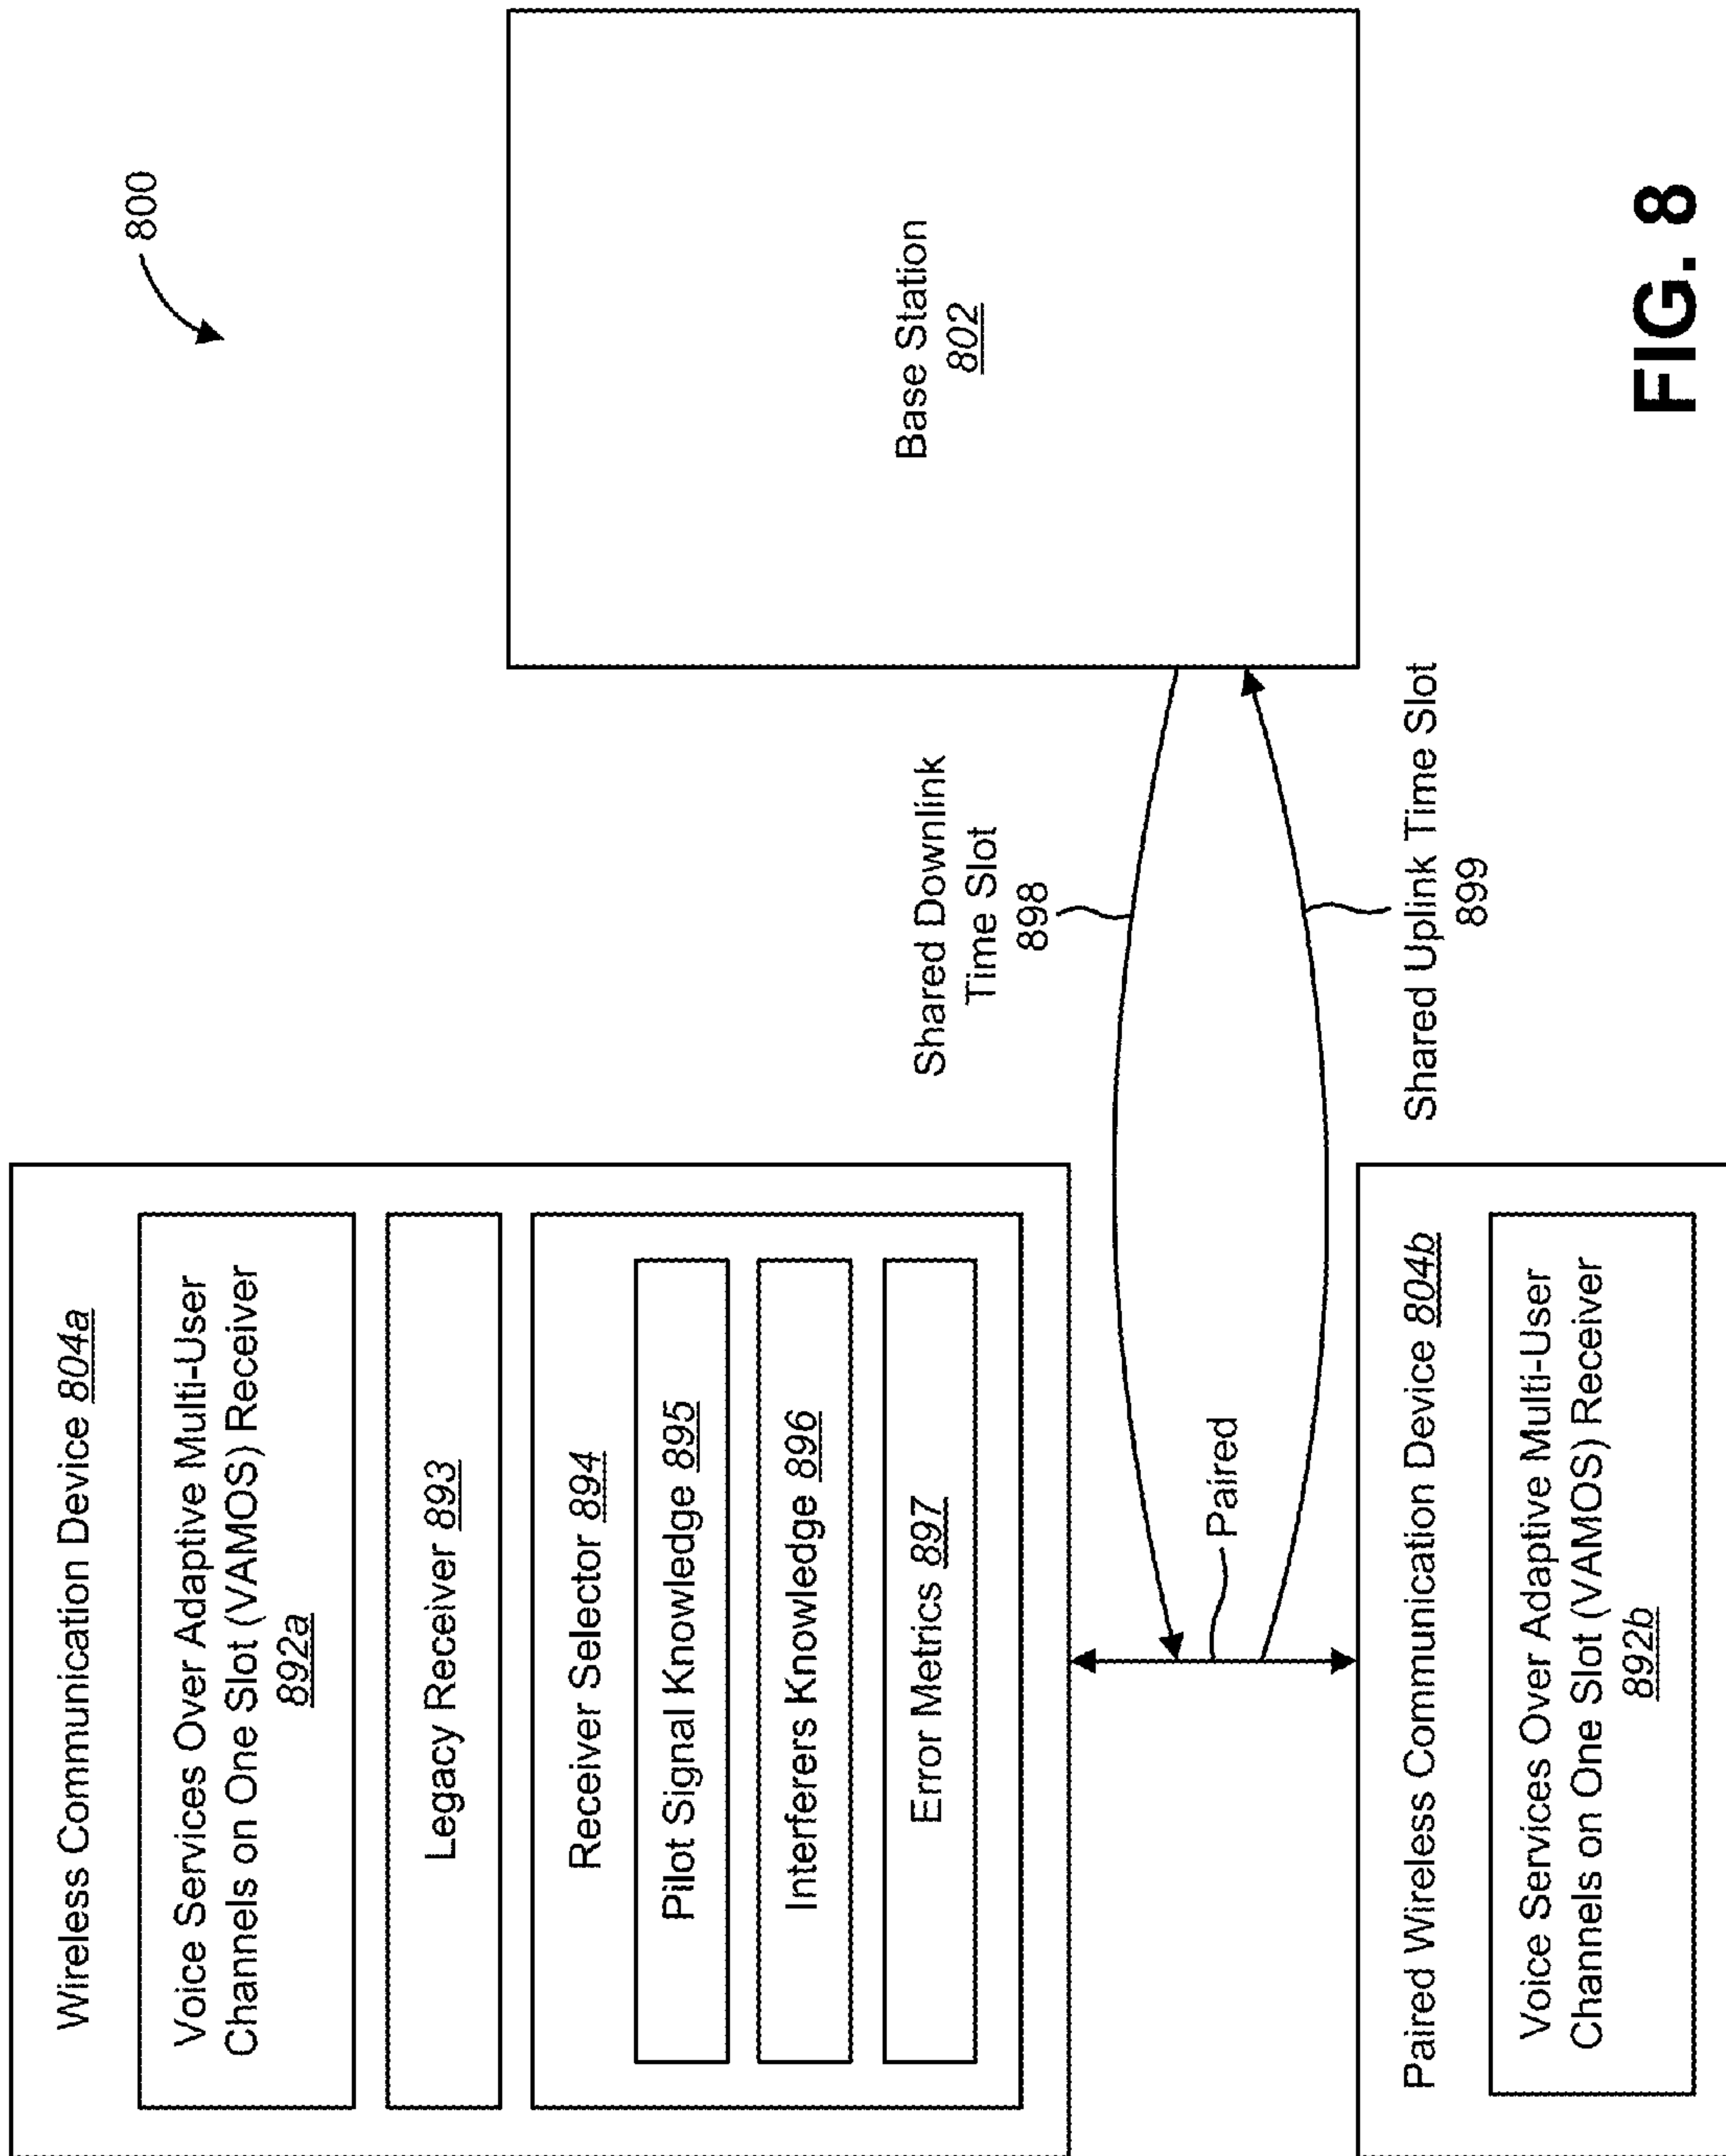 800
Wireless Communication Device 804a
Voice Services Over Adaptive Multi-User
Channels on One Slot (VAMOS) Receiver
892a
Legacy Receiver 893
Receiver Selector 894
Pilot Signal Knowledge 895
Interferers Knowledge 896
Error Metrics 897
Base Station
802
Shared Downlink
Time Slot
898
Paired
Shared Uplink Time Slot
899
Paired Wireless Communication Device 804b
Voice Services Over Adaptive Multi-User
Channels on One Slot (VAMOS) Receiver
892b
FIG. 8